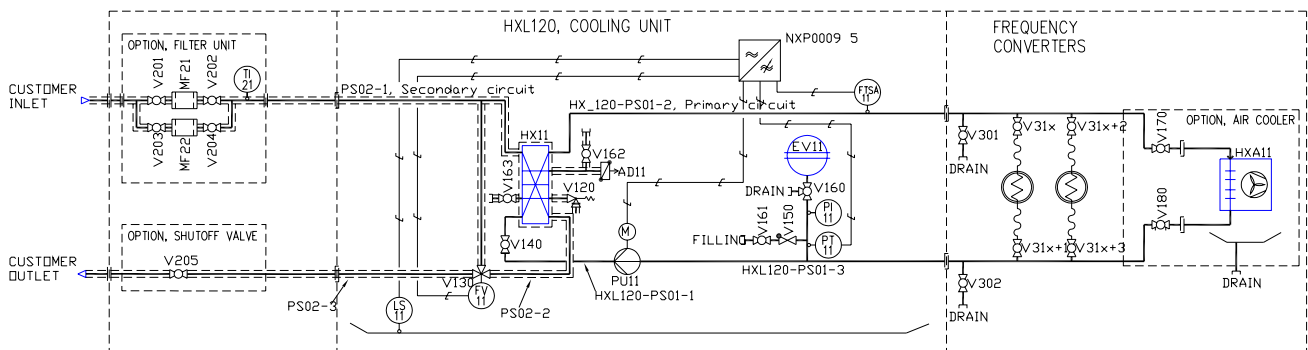 HXL120, COOLING UNIT
FREQUENCY
CONVERTERS
NXP0009 5
OPTION, FILTER UNIT
V201
MF21
V202
TI
21
CUSTOMER
INLET
V203
MF22
V204
PS02-1, Secondary circuit
HX_120-PS01-2, Primary circuit
FTSA
11
HX11
V162
AD11
V163
V120
V140
EV11
DRAIN
V160
PI
11
V161
V150
FILLING
PT
11
HXL120-PS01-3
M
PU11
HXL120-PS01-1
V301
DRAIN
V31x
V31x+2
V170
OPTION, AIR COOLER
HXA11
V180
V31x+1
V31x+3
V302
DRAIN
DRAIN
OPTION, SHUTOFF VALVE
V205
CUSTOMER
OUTLET
PS02-3
LS
11
V130
FV
11
PS02-2